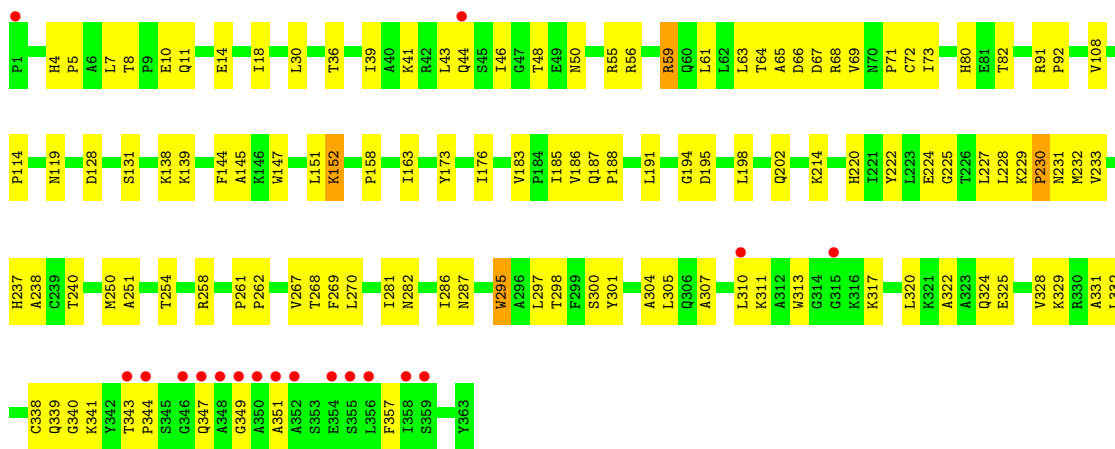 P1 H4 P5 A6 L7 T8 P9 E10 Q11 E14 I18 L30 T36 I39 A40 K41 R42 L43 Q44 S45 I46 G47 T48 E49 N50 R55 R56 R59 Q60 L61 L62 L63 T64 A65 D66 D67 R68 V69 N70 P71 C72 I73 H80 E81 T82 R91 P92 V108
P114 N119 D128 S131 K138 K139 F144 A145 K146 W147 L151 K152 P158 I163 Y173 I176 V183 P184 I185 V186 Q187 P188 L191 G194 D195 L198 Q202 K214 H220 I221 Y222 L223 E224 G225 T226 L227 L228 K229 P230 N231 M232 V233
H237 A238 C239 T240 M250 A251 T254 R258 P261 P262 V267 T268 F269 L270 I281 N282 I286 N287 W295 A296 L297 T298 F299 S300 Y301 A304 L305 Q306 A307 L310 K311 A312 W313 G314 G315 K316 K317 L320 K321 A322 A323 Q324 E325 V328 K329 R330 A331 L332
C338 Q339 G340 K341 Y342 T343 P344 S345 G346 Q347 A348 G349 A350 A351 A352 S353 E354 S355 L356 F357 I358 S359 Y363